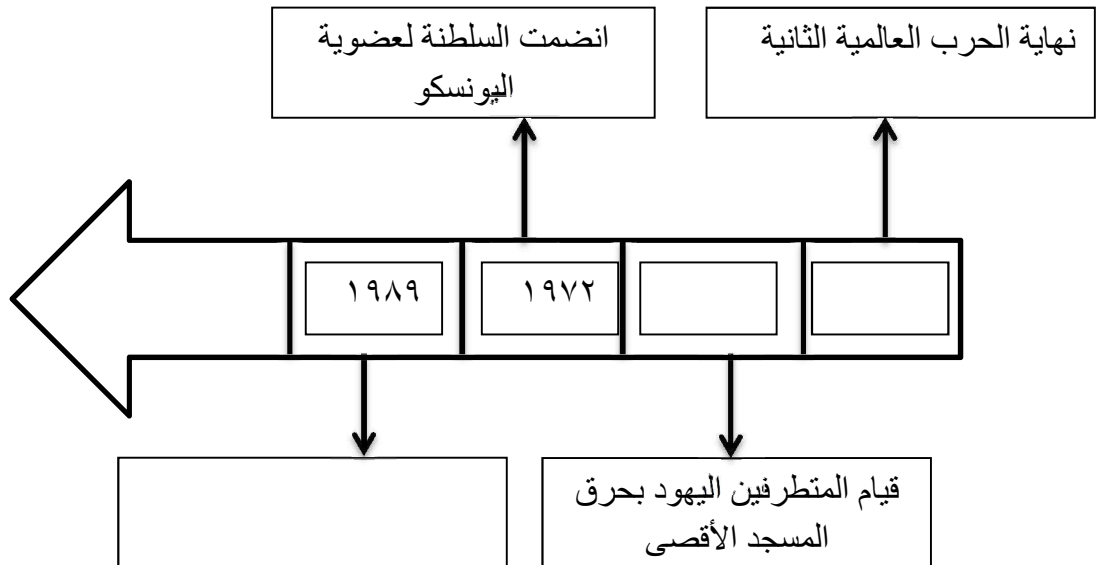 نهاية الحرب العالمية الثانية
انضمت السلطنة لعضوية
اليونسكو
١٩٧٢
١٩٨٩
قيام المتطرفين اليهود بحرق
المسجد الأقصى